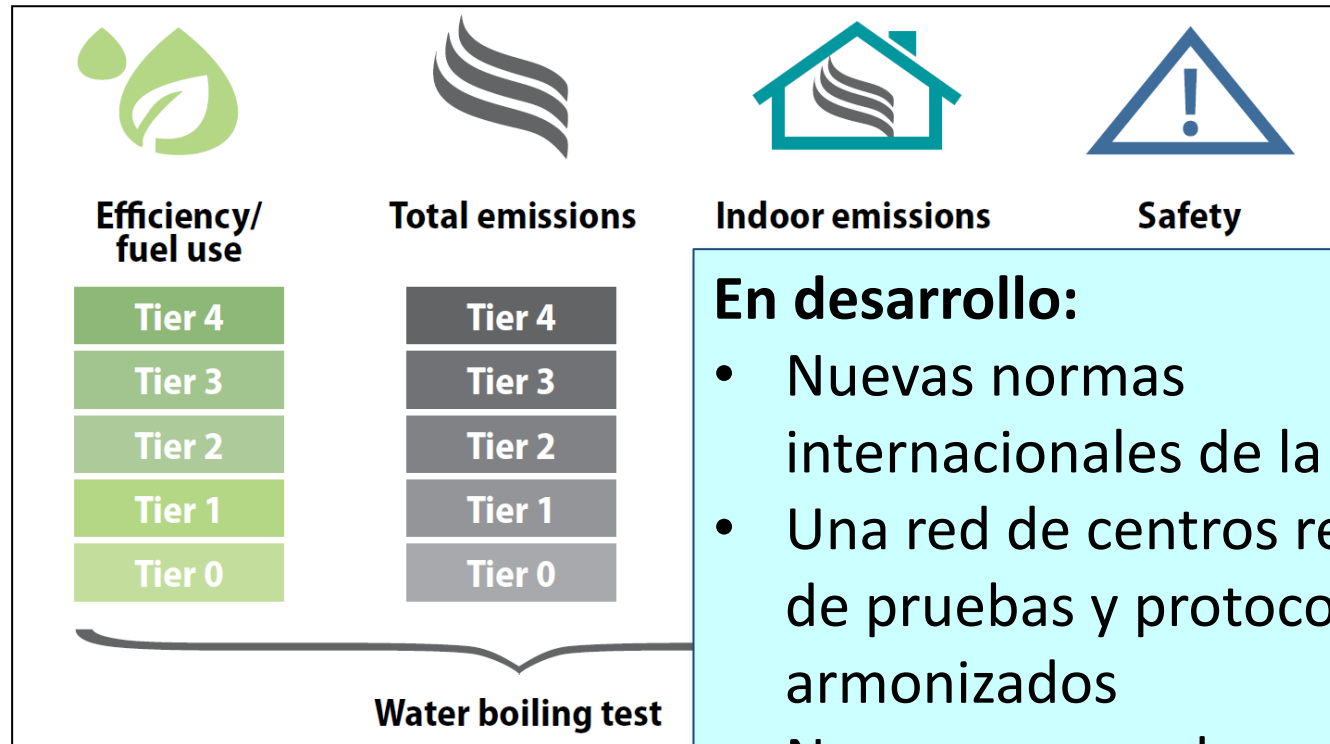 Efficiency/
fuel use
Total emissions
Indoor emissions
Safety
Tier 4
Tier 3
Tier 2
Tier 1
Tier 0
Tier 4
Tier 3
Tier 2
Tier 1
Tier 0
Water boiling test
En desarrollo:
• Nuevas normas
internacionales de la
• Una red de centros
de pruebas y
armonizados